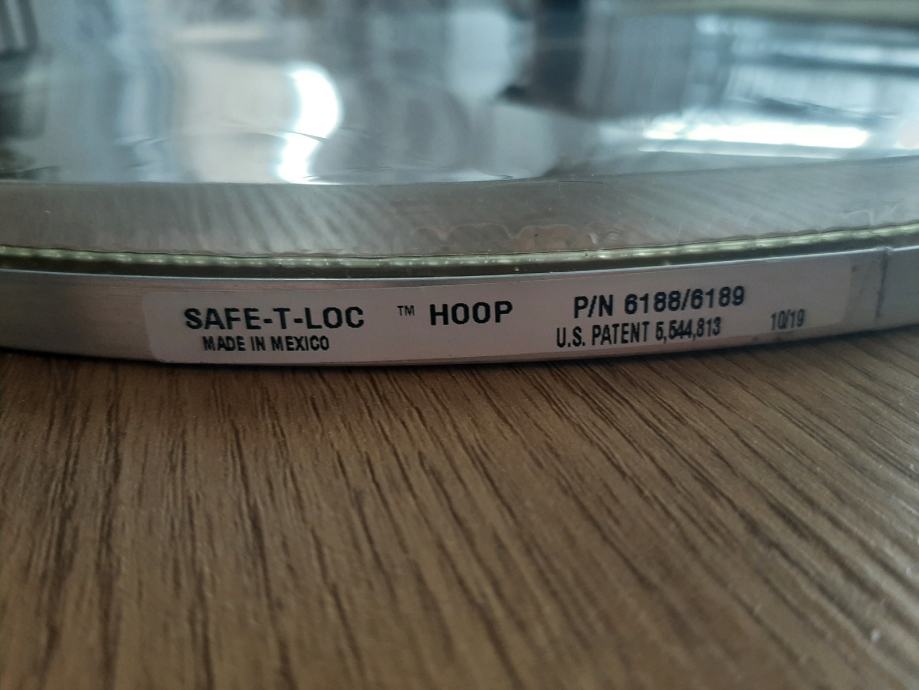 SAFE-T-LOC ™ HOOP P/N 6188/6189
MADE IN MEXICO U.S. PATENT 5,544,813 10/19